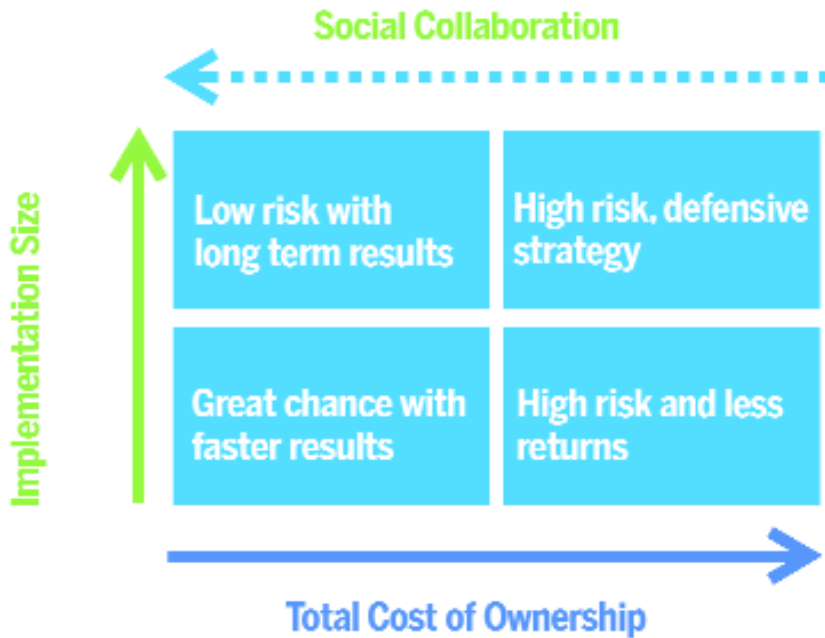 Social Collaboration
Implementation Size
Low risk with
long term results
High risk, defensive
strategy
Great chance with
faster results
High risk and less
returns
Total Cost of Ownership